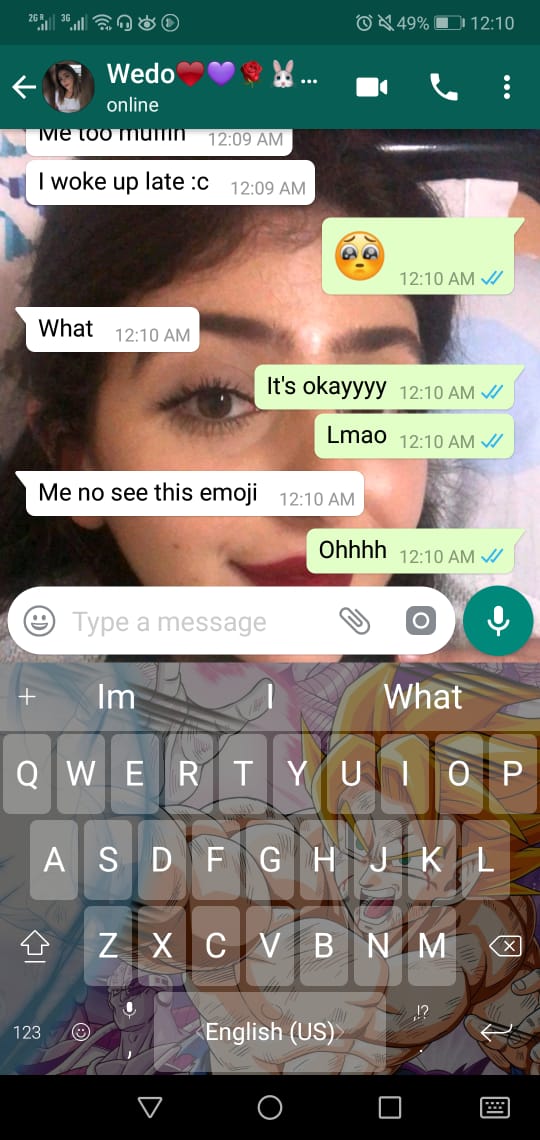 2G R 3G 49% 12:10
Wedo❤️💜🌹🐰...
online
Me too muffin 12:09 AM
I woke up late :c 12:09 AM
🥺 12:10 AM
What 12:10 AM
It's okayyyy 12:10 AM
Lmao 12:10 AM
Me no see this emoji 12:10 AM
Ohhhh 12:10 AM
Type a message
+ Im I What
Q W E R T Y U I O P
A S D F G H J K L
Z X C V B N M
,!?
123 , English (US) .